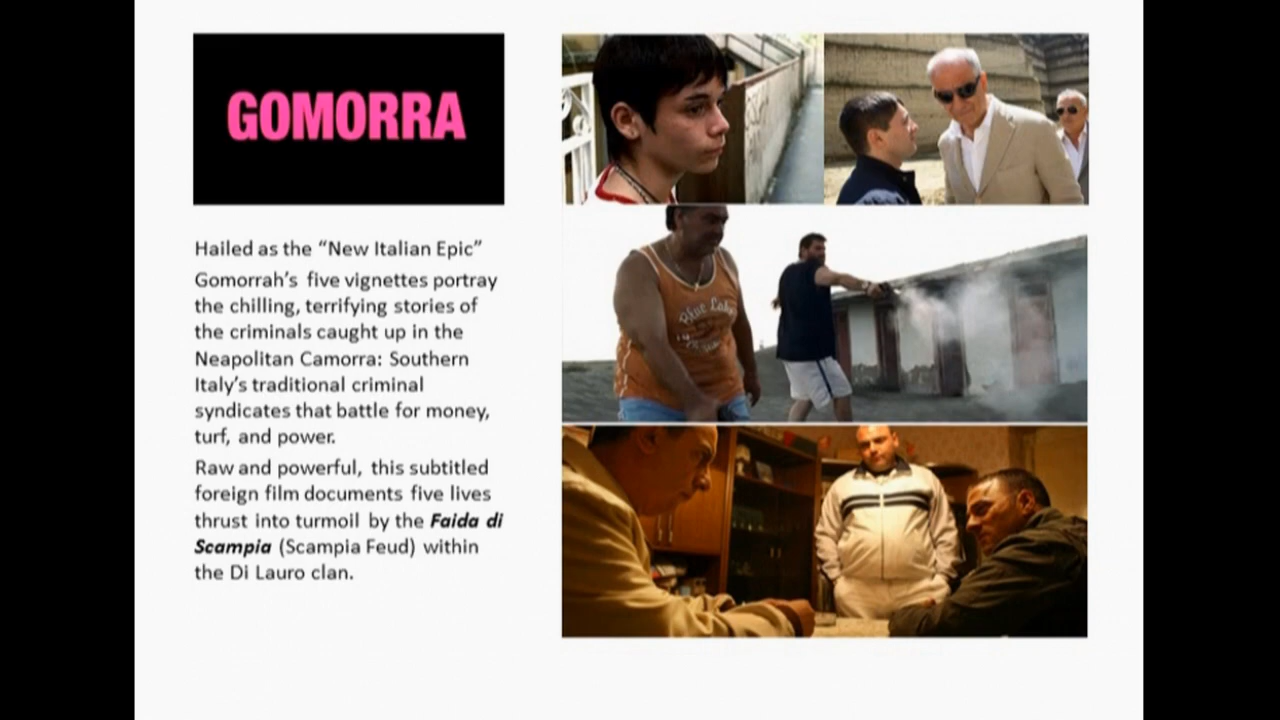 GOMORRA
Hailed as the “New Italian Epic”
Gomorrah’s five vignettes portray
the chilling, terrifying stories of
the criminals caught up in the
Neapolitan Camorra: Southern
Italy’s traditional criminal
syndicates that battle for money,
turf, and power.
Raw and powerful, this subtitled
foreign film documents five lives
thrust into turmoil by the Faida di
Scampia (Scampia Feud) within
the Di Lauro clan.
Blue Lake